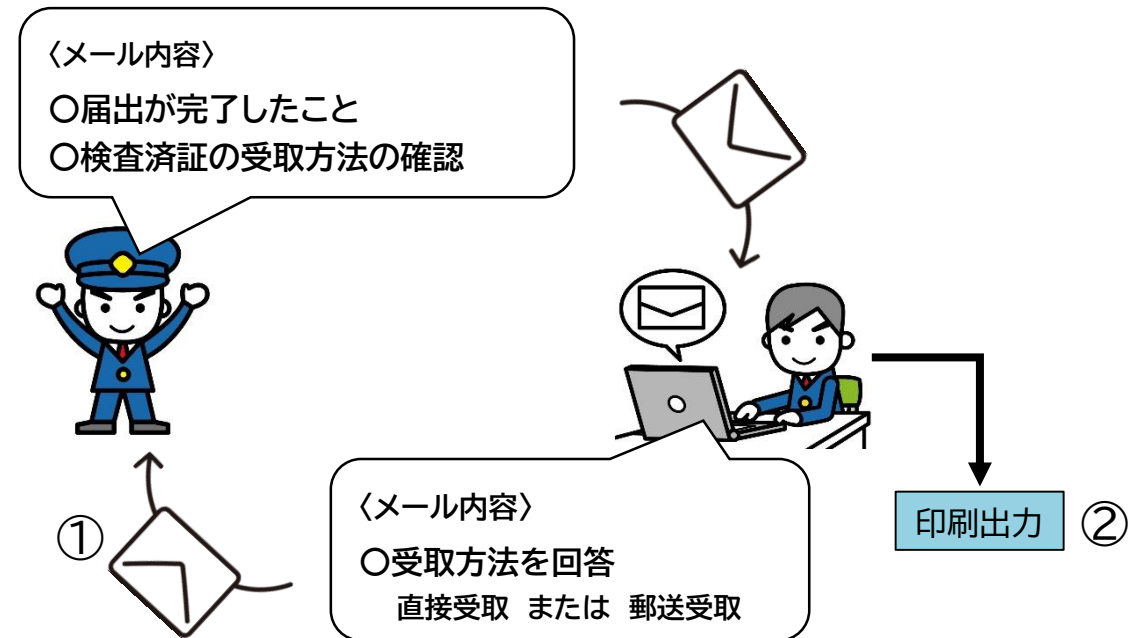 〈メール内容〉
〇届出が完了したこと
〇検査済証の受取方法の確認
①
〈メール内容〉
〇受取方法を回答
直接受取 または 郵送受取
印刷出力 ②